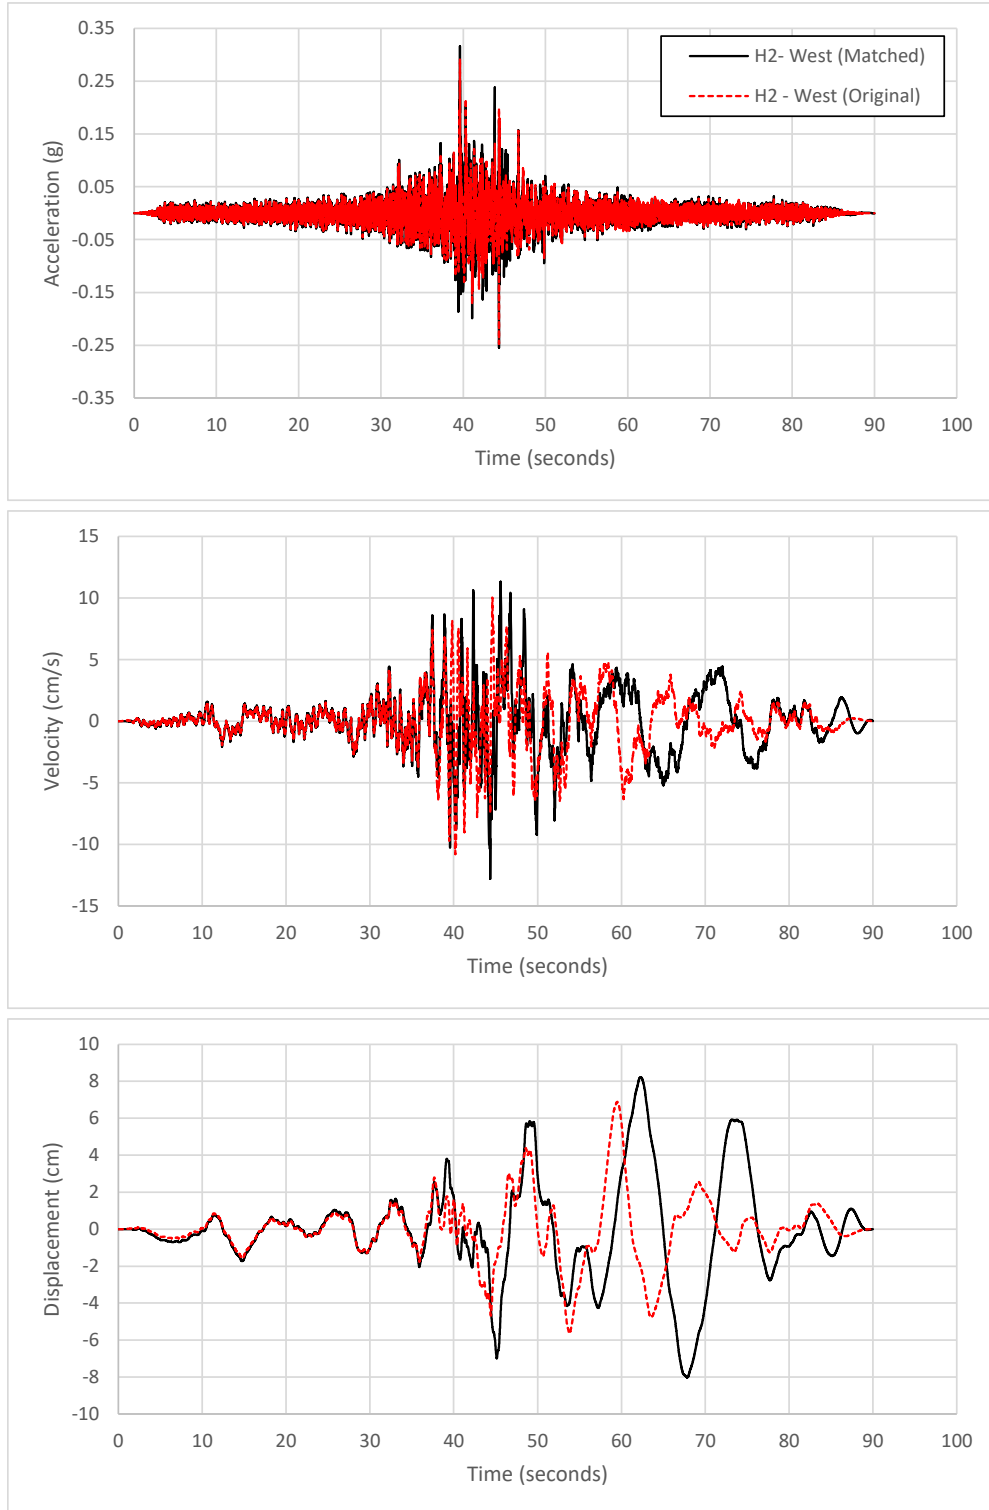 0.35
0.25
0.15
0.05
-0.05
-0.15
-0.25
-0.35
Acceleration (g)
H2- West (Matched)
H2 - West (Original)
0 10 20 30 40 50 60 70 80 90 100
Time (seconds)
15
10
5
0
-5
-10
-15
Velocity (cm/s)
0 10 20 30 40 50 60 70 80 90 100
Time (seconds)
10
8
6
4
2
0
-2
-4
-6
-8
-10
Displacement (cm)
0 10 20 30 40 50 60 70 80 90 100
Time (seconds)